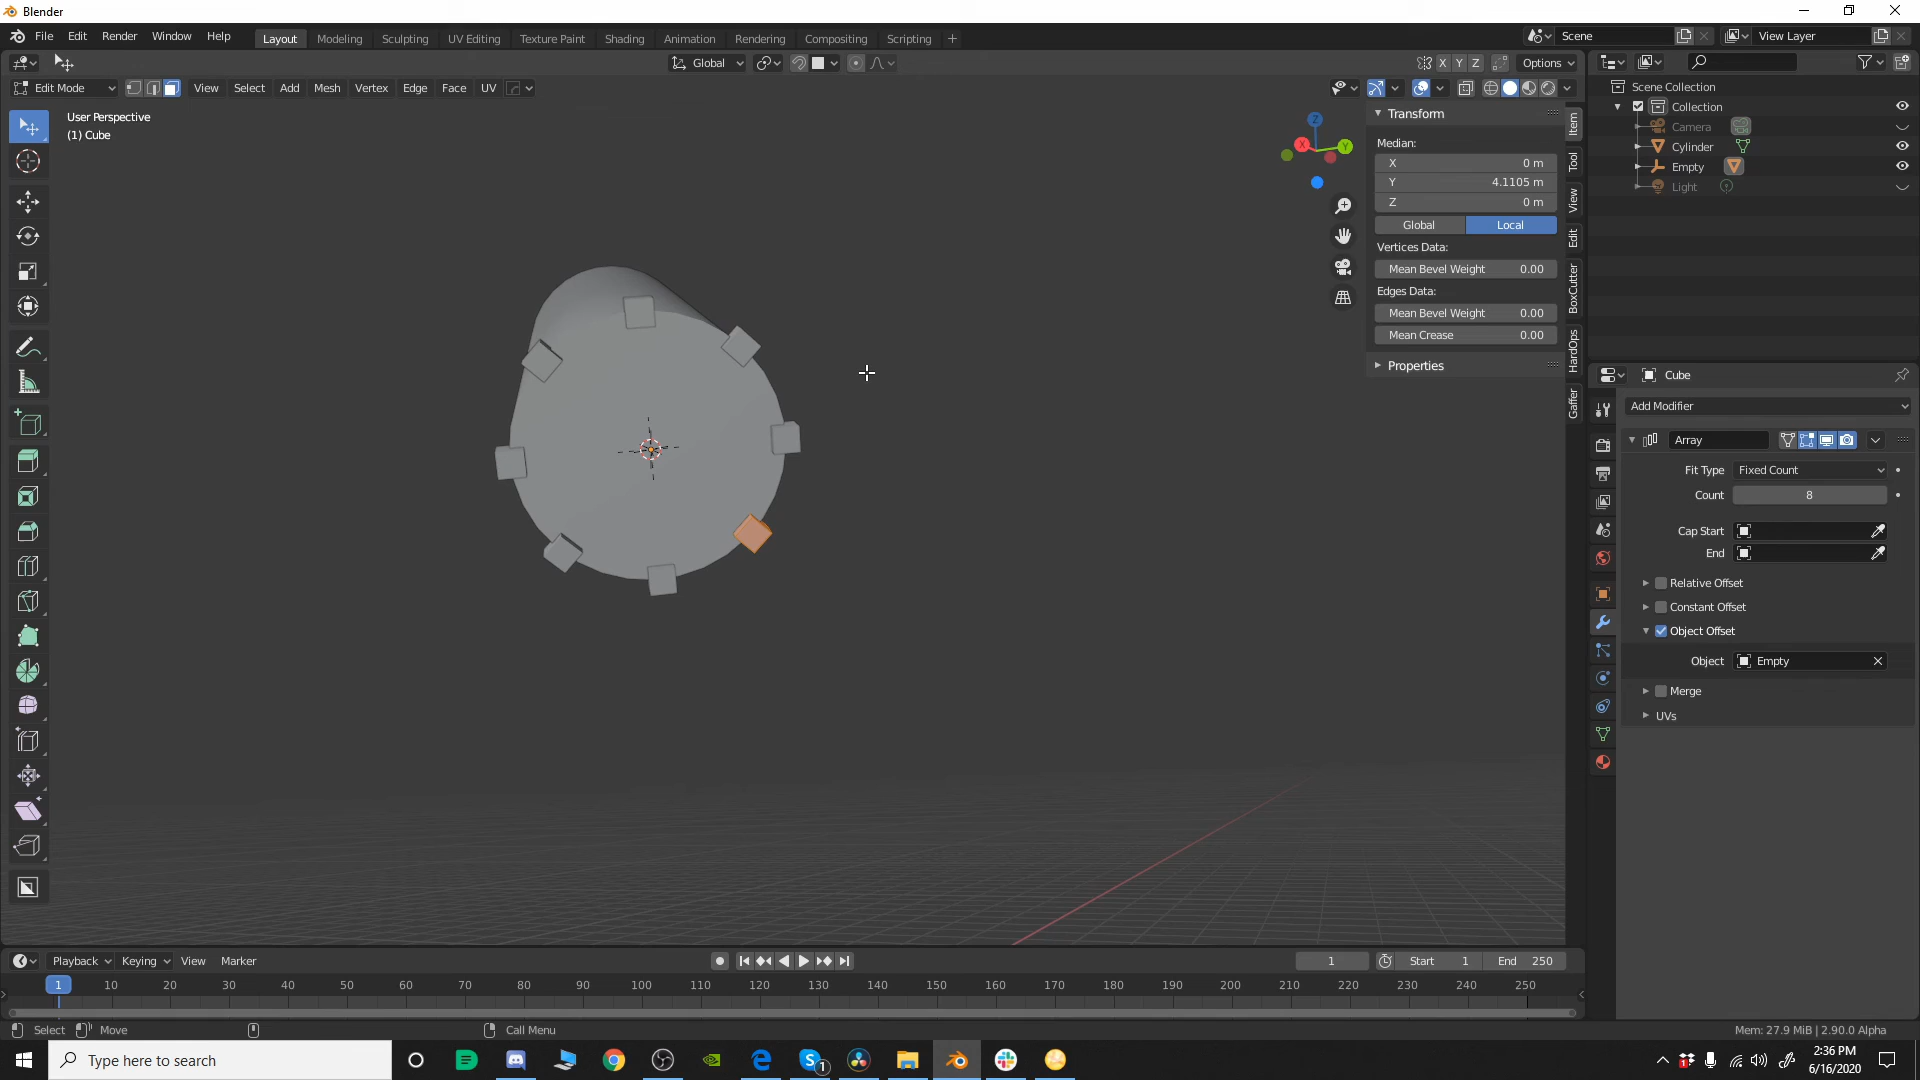 Blender
File Edit Render Window Help
Layout Modeling Sculpting UV Editing Texture Paint Shading Animation Rendering Compositing Scripting +
Scene
View Layer
Global
X Y Z
Options
Edit Mode
View Select Add Mesh Vertex Edge Face UV
User Perspective
(1) Cube
Z
X
Y
Transform
Median:
X 0 m
Y 4.1105 m
Z 0 m
Global Local
Vertices Data:
Mean Bevel Weight 0.00
Edges Data:
Mean Bevel Weight 0.00
Mean Crease 0.00
Properties
Item
Tool
View
Edit
BoxCutter
HardOps
Gaffer
Scene Collection
Collection
Camera
Cylinder
Empty
Light
Cube
Add Modifier
Array
Fit Type Fixed Count
Count 8
Cap Start
End
Relative Offset
Constant Offset
Object Offset
Object Empty
Merge
UVs
Playback Keying View Marker
1
Start 1
End 250
1 10 20 30 40 50 60 70 80 90 100 110 120 130 140 150 160 170 180 190 200 210 220 230 240 250
Select Move Call Menu
Mem: 27.9 MiB | 2.90.0 Alpha
Type here to search
1
2:36 PM
6/16/2020